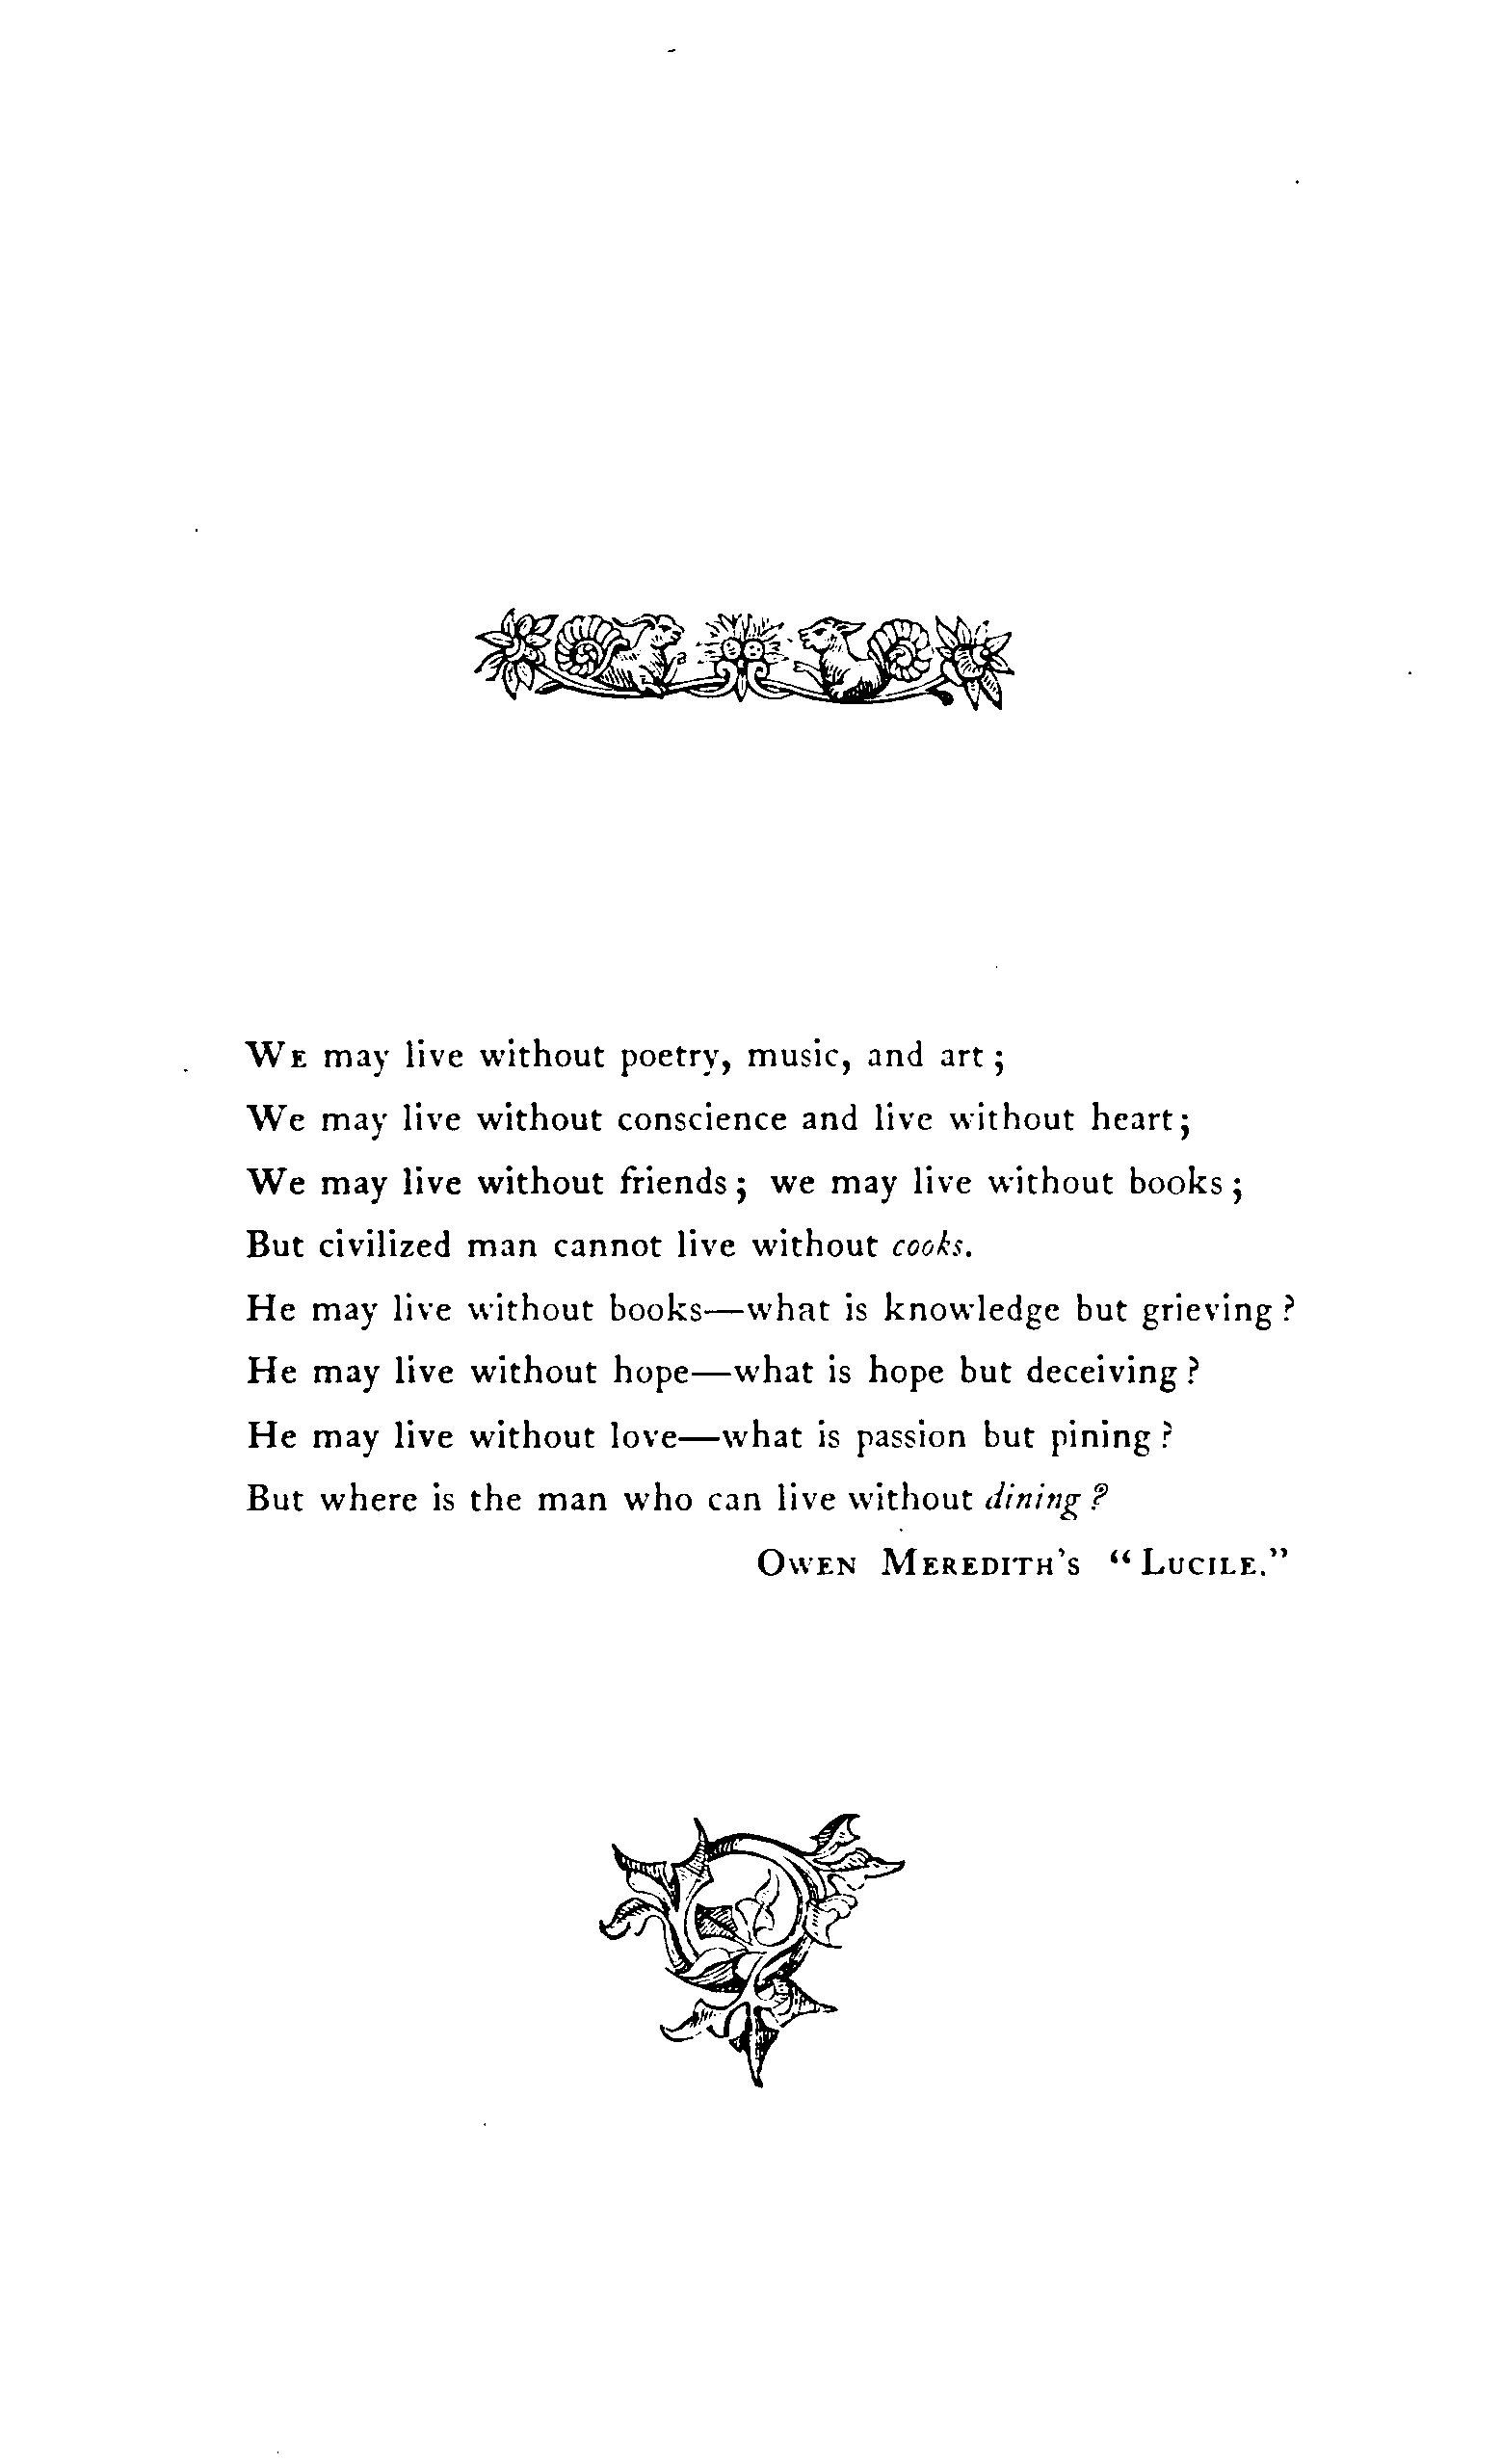 WE may live without poetry, music, and art;
We may live without conscience and live without heart;
We may live without friends; we may live without books;
But civilized man cannot live without cooks.
He may live without books—what is knowledge but grieving?
He may live without hope—what is hope but deceiving?
He may live without love—what is passion but pining?
But where is the man who can live without dining?
OWEN MEREDITH'S "LUCILE."